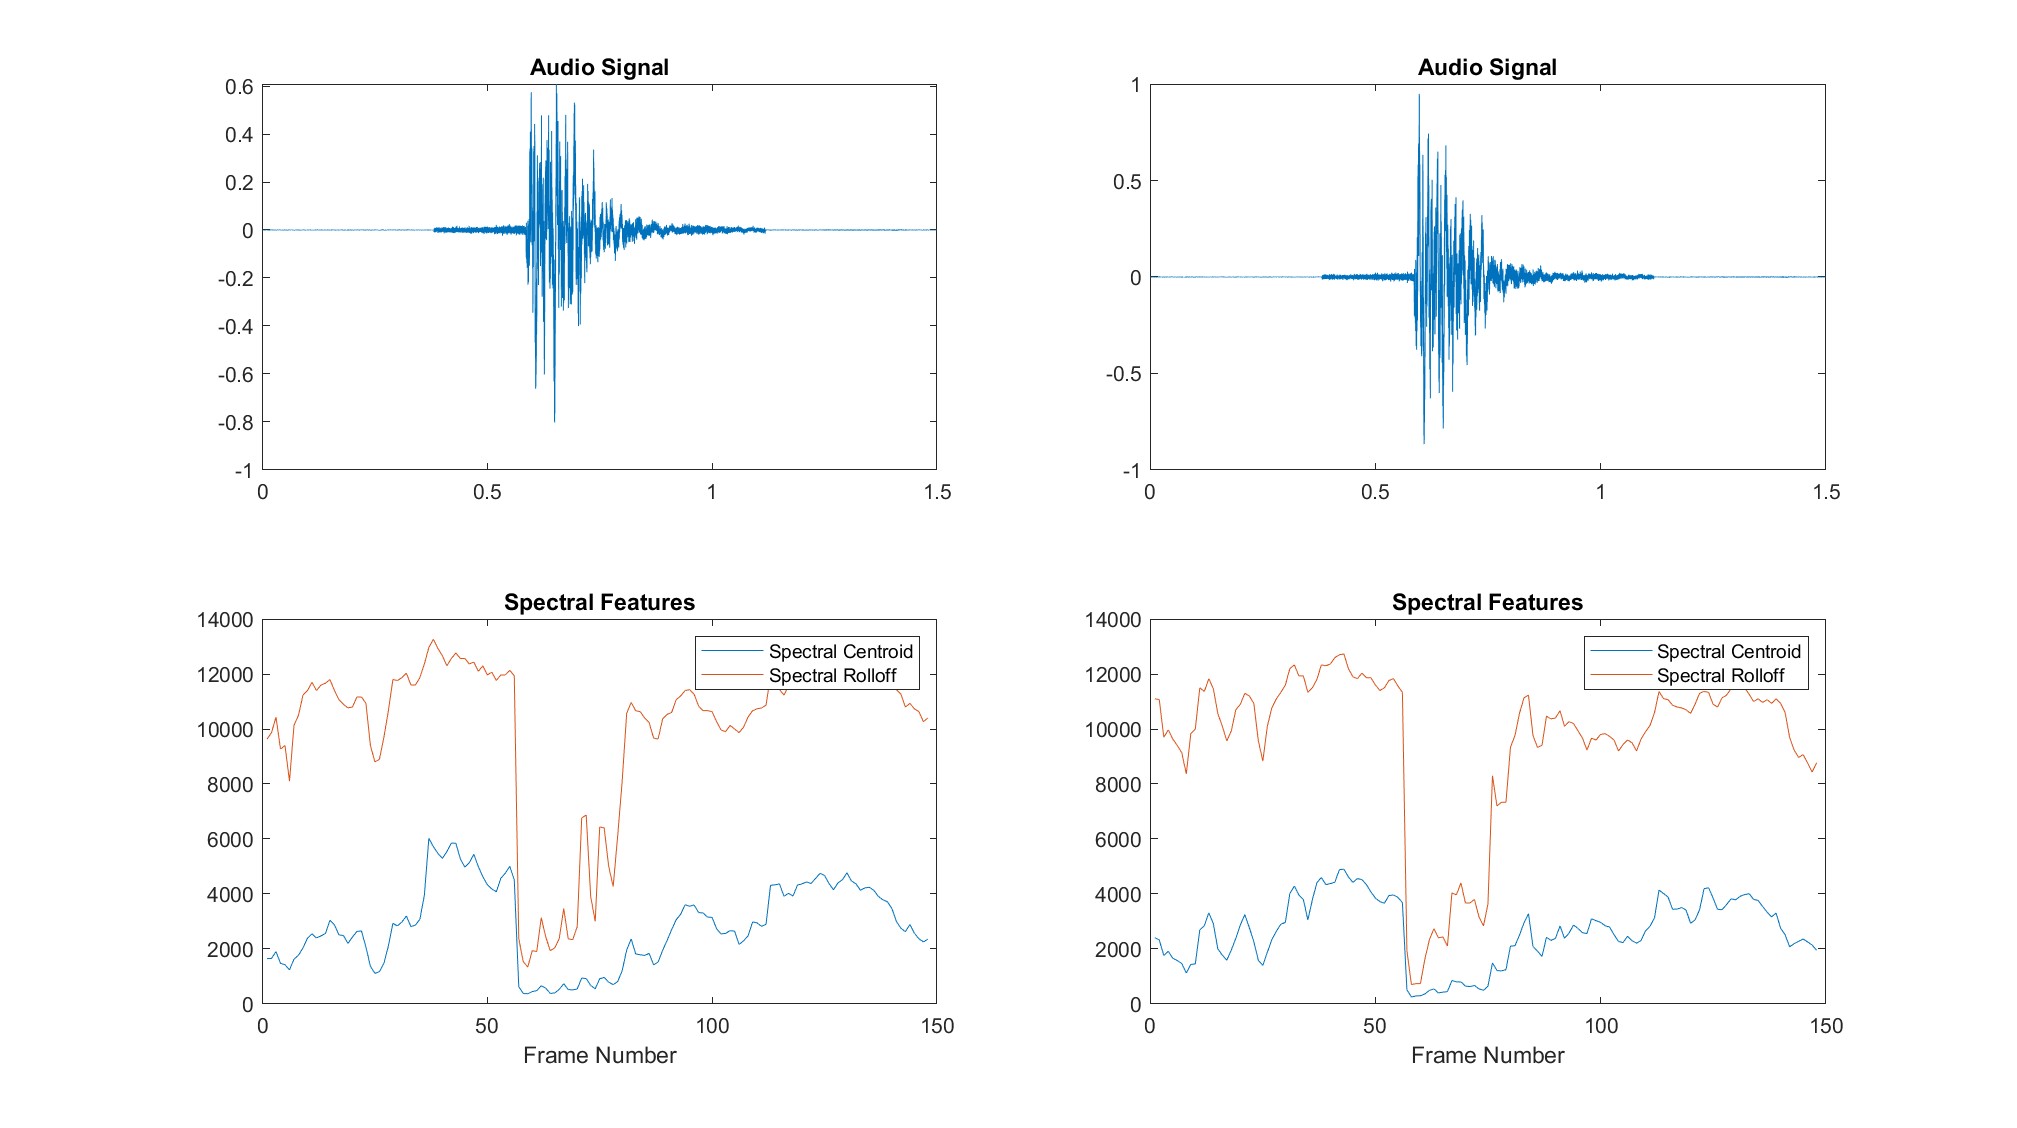 Audio Signal
0.6
0.4
0.2
0
-0.2
-0.4
-0.6
-0.8
-1
0 0.5 1 1.5
Audio Signal
1
0.5
0
-0.5
-1
0 0.5 1 1.5
Spectral Features
14000
12000
10000
8000
6000
4000
2000
0
Spectral Centroid
Spectral Rolloff
0 50 100 150
Frame Number
Spectral Features
14000
12000
10000
8000
6000
4000
2000
0
Spectral Centroid
Spectral Rolloff
0 50 100 150
Frame Number